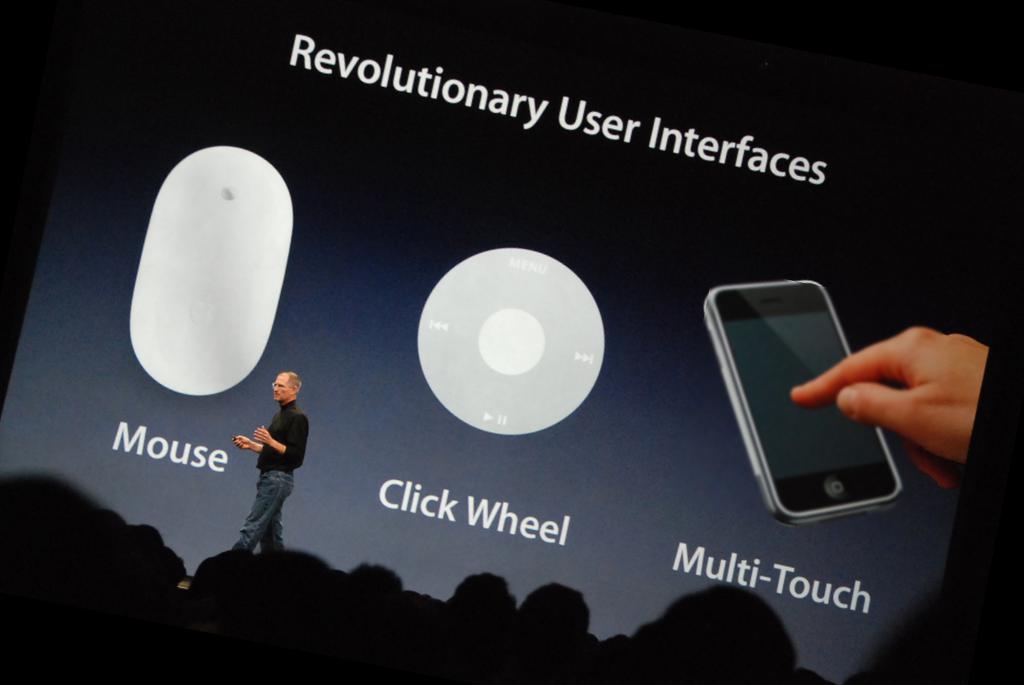 Revolutionary User Interfaces
MENU
Mouse
Click Wheel
Multi-Touch